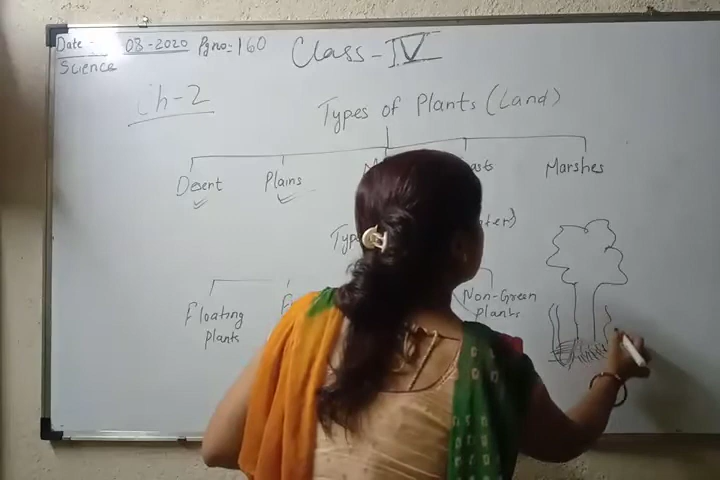 Date - 08-2020 Pg no:- 160
Class - IV
Science
Ch-2
Types of Plants (Land)
Desert Plains Marshes
Non-Green
Plants
Floating
Plants